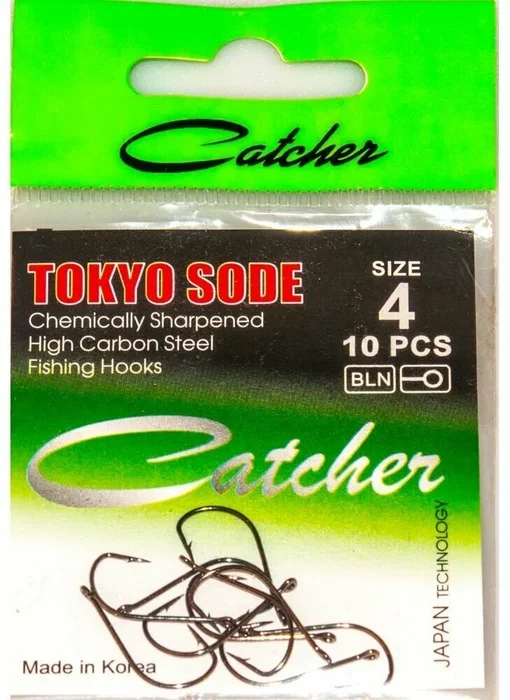 Catcher
TOKYO SODE
Chemically Sharpened
High Carbon Steel
Fishing Hooks
SIZE
4
10 PCS
BLN
Catcher
JAPAN TECHNOLOGY
Made in Korea